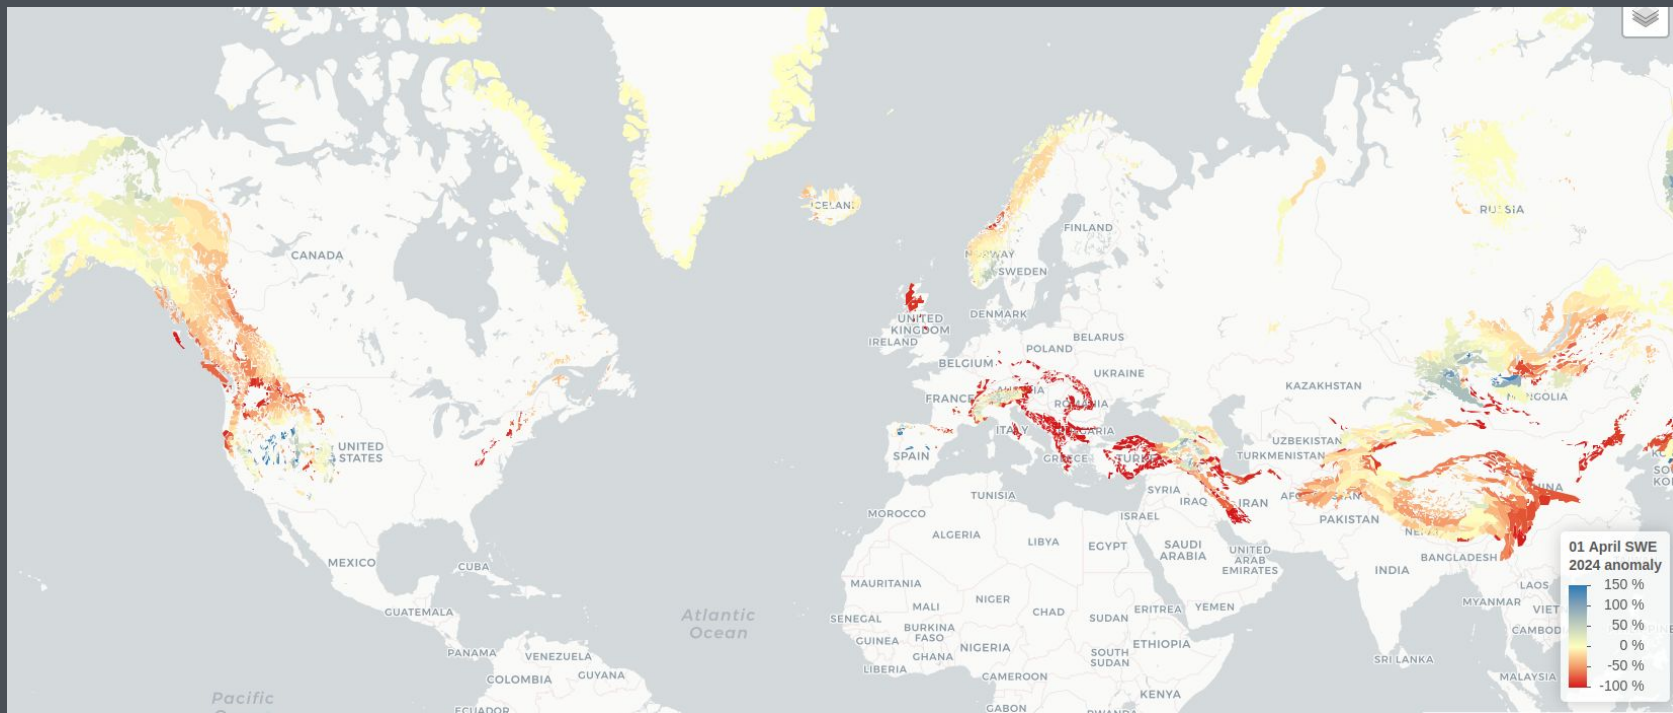 CANADA
UNITED
STATES
MEXICO
CUBA
GUATEMALA
PANAMA
VENEZUELA
COLOMBIA
GUYANA
ECUADOR
Pacific
Atlantic
Ocean
ICELAN
NORWAY
SWEDEN
FINLAND
RUSSIA
UNITED
KINGDOM
IRELAND
DENMARK
BELARUS
POLAND
BELGIUM
UKRAINE
FRANCE
ITALY
SPAIN
GREECE
KAZAKHSTAN
UZBEKISTAN
TURKMENISTAN
TUNISIA
MOROCCO
ALGERIA
LIBYA
EGYPT
SYRIA
IRAQ
IRAN
ISRAEL
SAUDI
ARABIA
UNITED
ARAB
EMIRATES
PAKISTAN
INDIA
BANGLADESH
MYANMAR
LAOS
VIET
CAMBOD
SRI LANKA
MALAYSIA
MAURITANIA
MALI
NIGER
CHAD
SUDAN
ERITREA
YEMEN
SENEGAL
BURKINA
FASO
GUINEA
GHANA
NIGERIA
LIBERIA
CAMEROON
SOUTH
SUDAN
ETHIOPIA
KENYA
GABON
01 April SWE
2024 anomaly
150 %
100 %
50 %
0 %
-50 %
-100 %